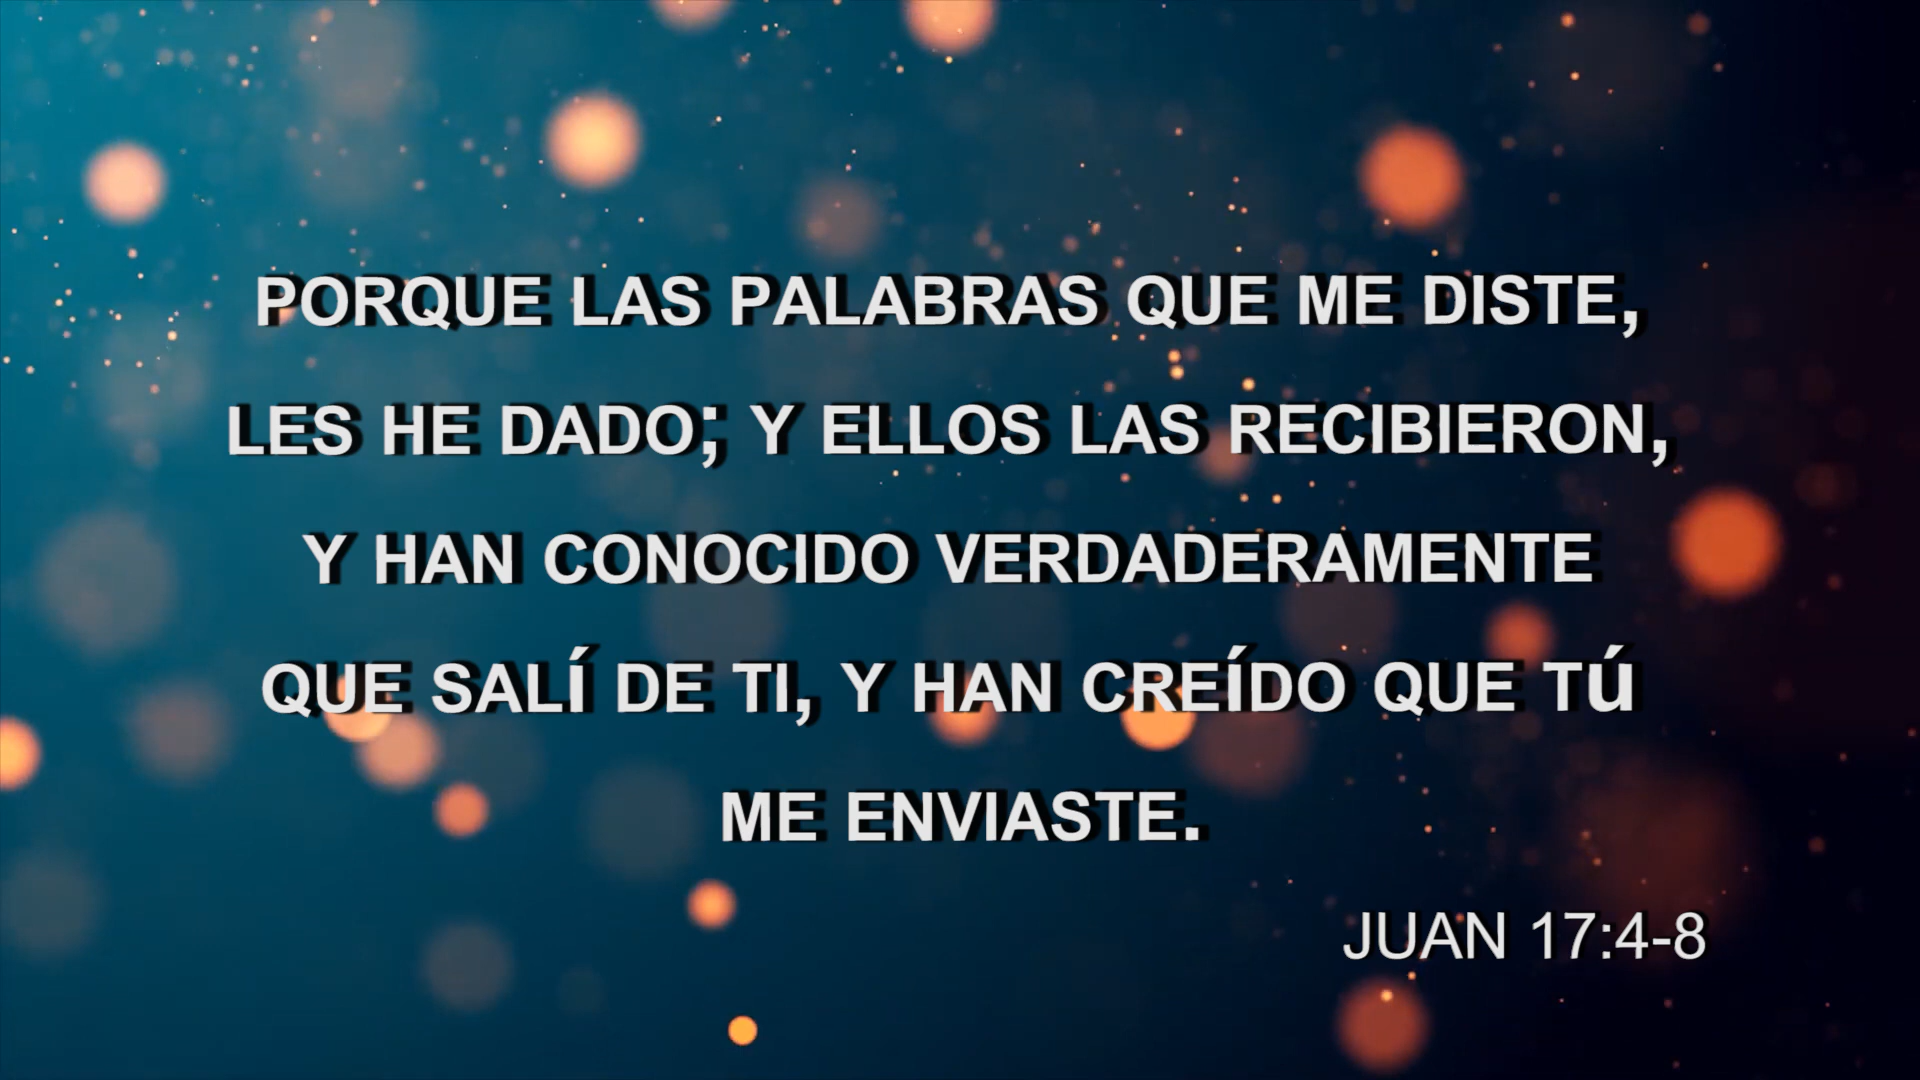 PORQUE LAS PALABRAS QUE ME DISTE,
LES HE DADO; Y ELLOS LAS RECIBIERON,
Y HAN CONOCIDO VERDADERAMENTE
QUE SALÍ DE TI, Y HAN CREÍDO QUE TÚ
ME ENVIASTE.
JUAN 17:4-8